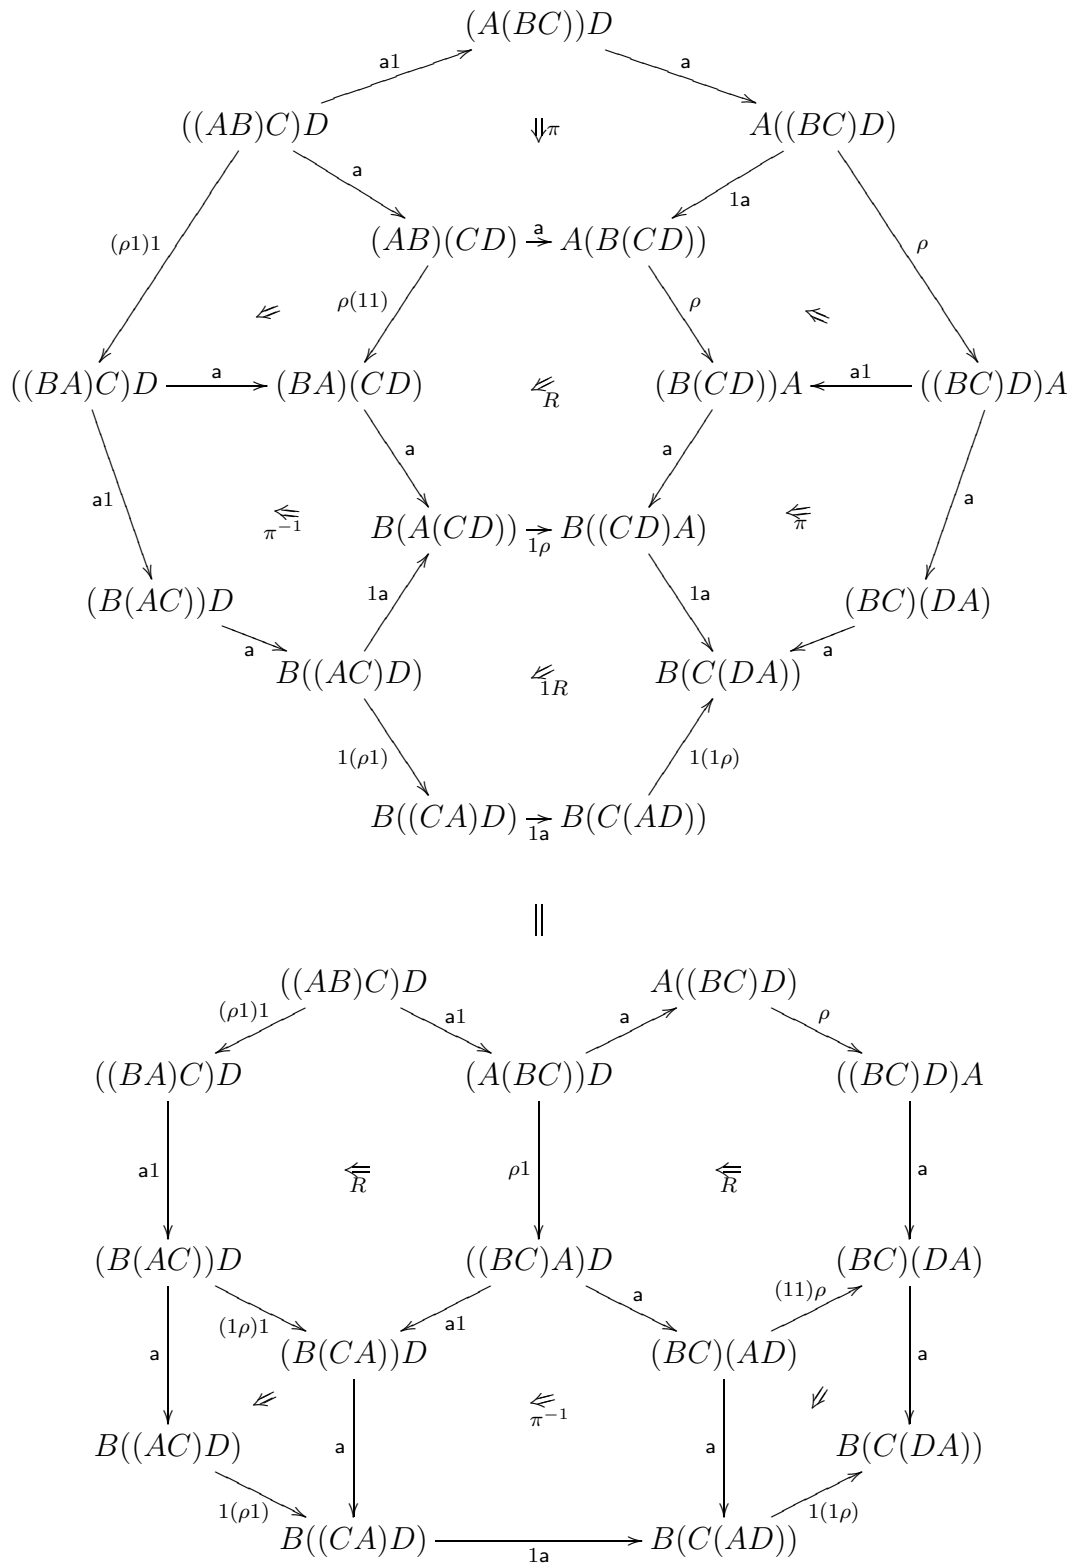 (A(BC))D
a1 a
((AB)C)D ⇓π A((BC)D)
a 1a
(ρ1)1 (AB)(CD) a A(B(CD)) ρ
ρ(11) ρ
((BA)C)D a (BA)(CD) R (B(CD))A a1 ((BC)D)A
a a
a1 a
π⁻¹ B(A(CD)) 1ρ B((CD)A) π
(B(AC))D 1a 1a (BC)(DA)
a a
B((AC)D) 1R B(C(DA))
1(ρ1) 1(1ρ)
B((CA)D) 1a B(C(AD))
||
((AB)C)D A((BC)D)
(ρ1)1 a1 a ρ
((BA)C)D (A(BC))D ((BC)D)A
a1 R ρ1 R a
(B(AC))D ((BC)A)D (BC)(DA)
(1ρ)1 a1 a (11)ρ
a (B(CA))D (BC)(AD) a
π⁻¹
B((AC)D) a a B(C(DA))
1(ρ1) 1(1ρ)
B((CA)D) 1a B(C(AD))